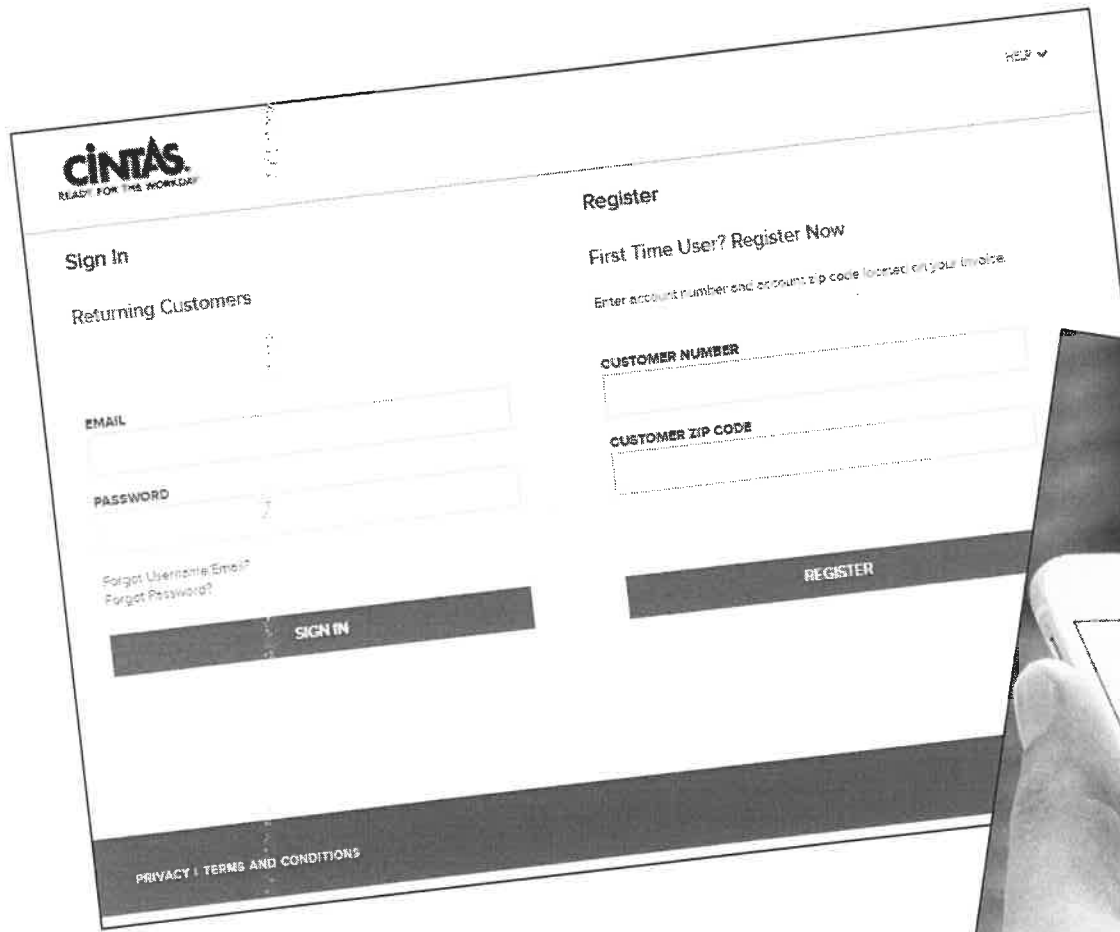 HELP
CINTAS.
READY FOR THE WORKDAY
Sign In
Returning Customers
EMAIL
PASSWORD
Forgot Username/Email?
Forgot Password?
SIGN IN
Register
First Time User? Register Now
Enter account number and account zip code located on your invoice.
CUSTOMER NUMBER
CUSTOMER ZIP CODE
REGISTER
PRIVACY | TERMS AND CONDITIONS